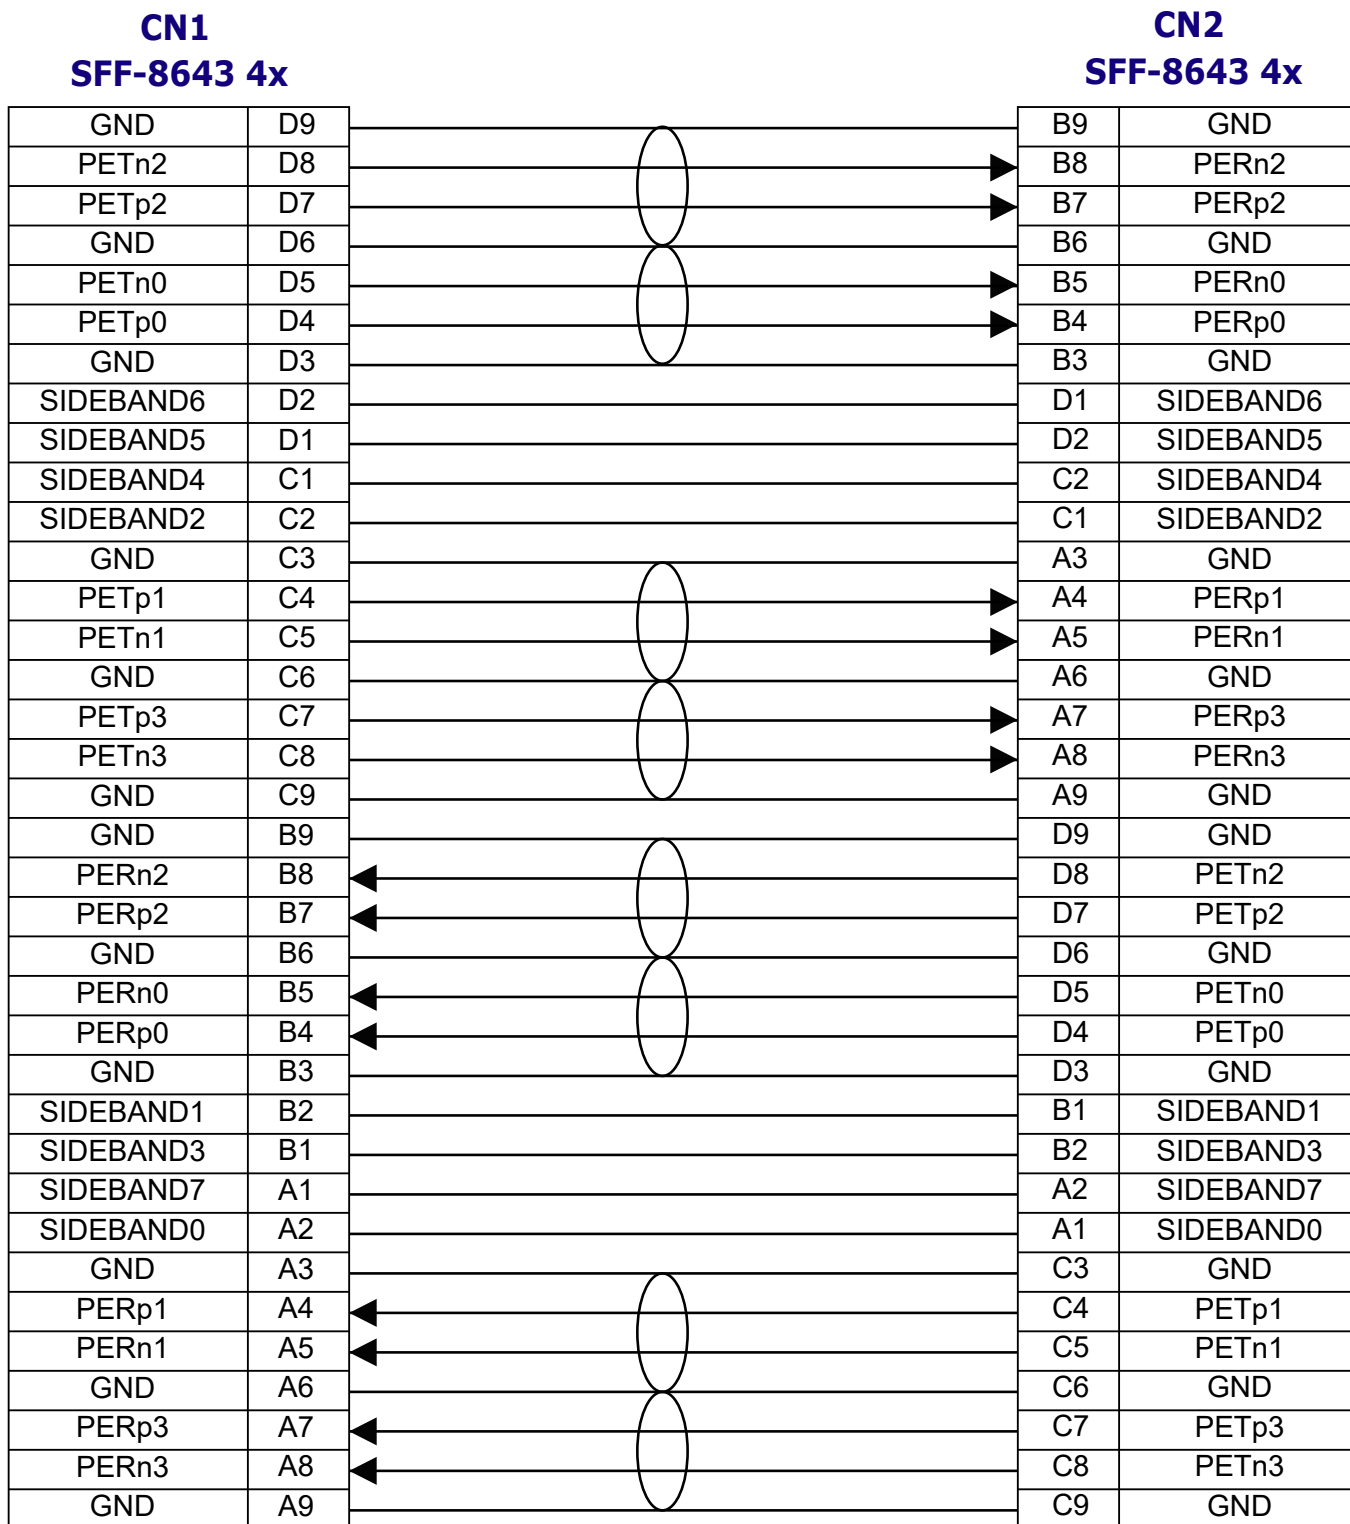 CN1 CN2
SFF-8643 4x SFF-8643 4x
GND D9 B9 GND
PETn2 D8 B8 PERn2
PETp2 D7 B7 PERp2
GND D6 B6 GND
PETn0 D5 B5 PERn0
PETp0 D4 B4 PERp0
GND D3 B3 GND
SIDEBAND6 D2 D1 SIDEBAND6
SIDEBAND5 D1 D2 SIDEBAND5
SIDEBAND4 C1 C2 SIDEBAND4
SIDEBAND2 C2 C1 SIDEBAND2
GND C3 A3 GND
PETp1 C4 A4 PERp1
PETn1 C5 A5 PERn1
GND C6 A6 GND
PETp3 C7 A7 PERp3
PETn3 C8 A8 PERn3
GND C9 A9 GND
GND B9 D9 GND
PERn2 B8 D8 PETn2
PERp2 B7 D7 PETp2
GND B6 D6 GND
PERn0 B5 D5 PETn0
PERp0 B4 D4 PETp0
GND B3 D3 GND
SIDEBAND1 B2 B1 SIDEBAND1
SIDEBAND3 B1 B2 SIDEBAND3
SIDEBAND7 A1 A2 SIDEBAND7
SIDEBAND0 A2 A1 SIDEBAND0
GND A3 C3 GND
PERp1 A4 C4 PETp1
PERn1 A5 C5 PETn1
GND A6 C6 GND
PERp3 A7 C7 PETp3
PERn3 A8 C8 PETn3
GND A9 C9 GND